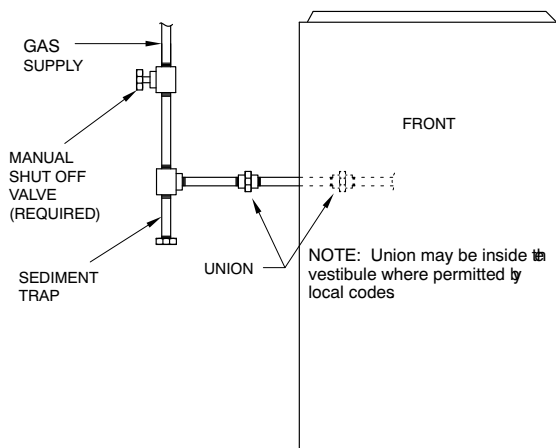 GAS
SUPPLY
MANUAL
SHUT OFF
VALVE
(REQUIRED)
SEDIMENT
TRAP
UNION
FRONT
NOTE: Union may be inside the
vestibule where permitted by
local codes